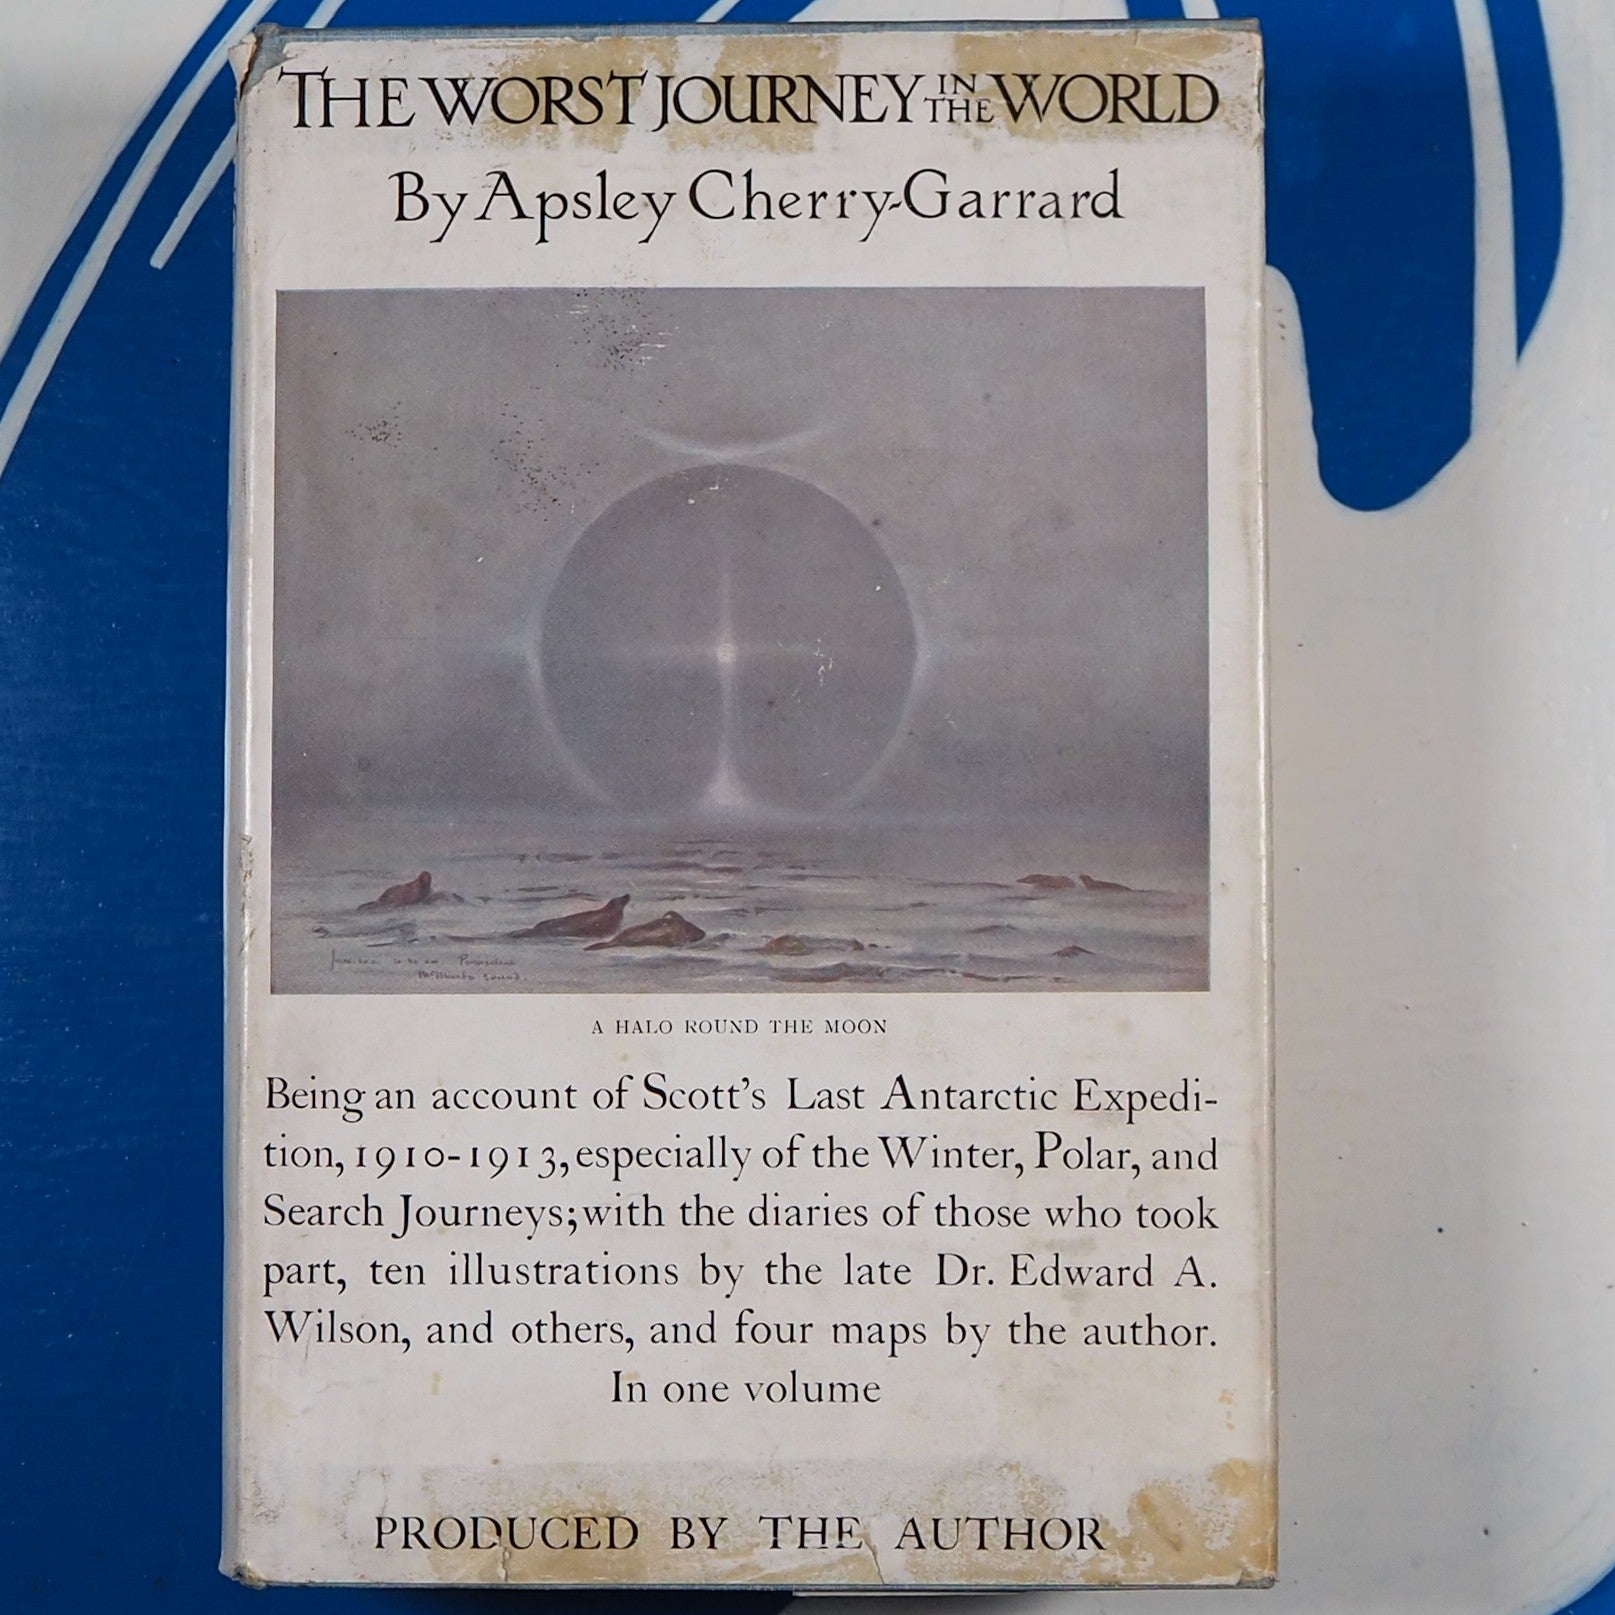 THE WORST JOURNEY IN THE WORLD
By Apsley Cherry-Garrard
McMurdo Sound.
A HALO ROUND THE MOON
Being an account of Scott's Last Antarctic Expedi-
tion, 1910-1913, especially of the Winter, Polar, and
Search Journeys; with the diaries of those who took
part, ten illustrations by the late Dr. Edward A.
Wilson, and others, and four maps by the author.
In one volume
PRODUCED BY THE AUTHOR